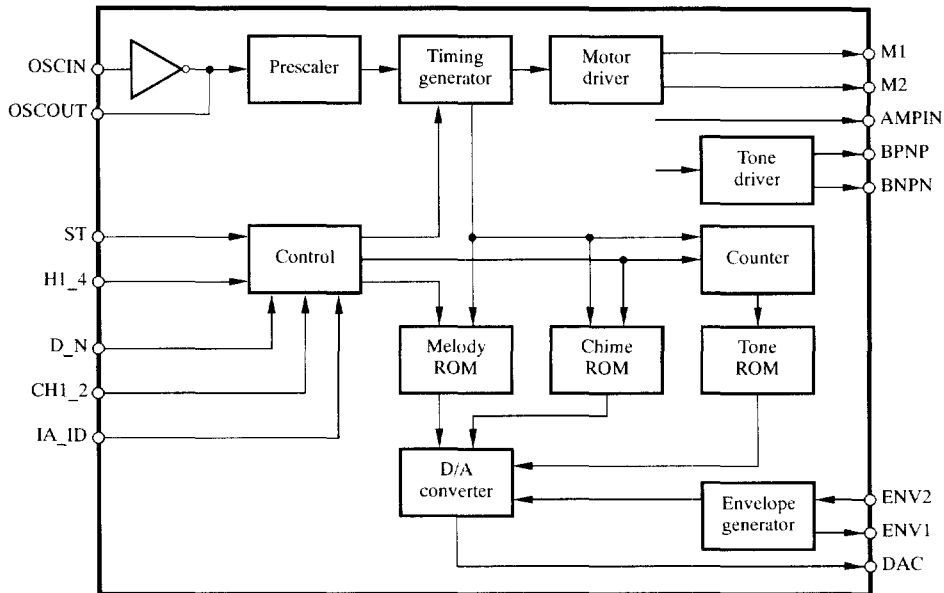 OSCIN
OSCOUT
ST
H1_4
D_N
CH1_2
IA_ID
Prescaler
Timing
generator
Motor
driver
Tone
driver
Control
Counter
Melody
ROM
Chime
ROM
Tone
ROM
D/A
converter
Envelope
generator
M1
M2
AMPIN
BPNP
BNPN
ENV2
ENV1
DAC